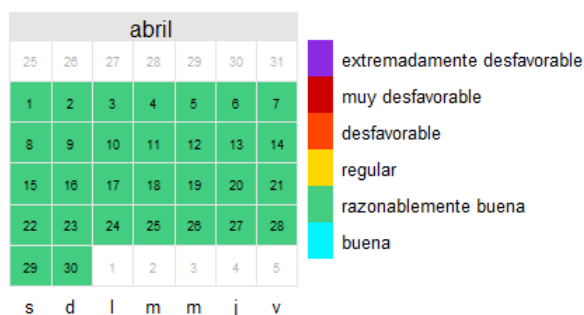 abril
25 26 27 28 29 30 31
1 2 3 4 5 6 7
8 9 10 11 12 13 14
15 16 17 18 19 20 21
22 23 24 25 26 27 28
29 30 1 2 3 4 5
s d l m m j v
extremadamente desfavorable
muy desfavorable
desfavorable
regular
razonablemente buena
buena